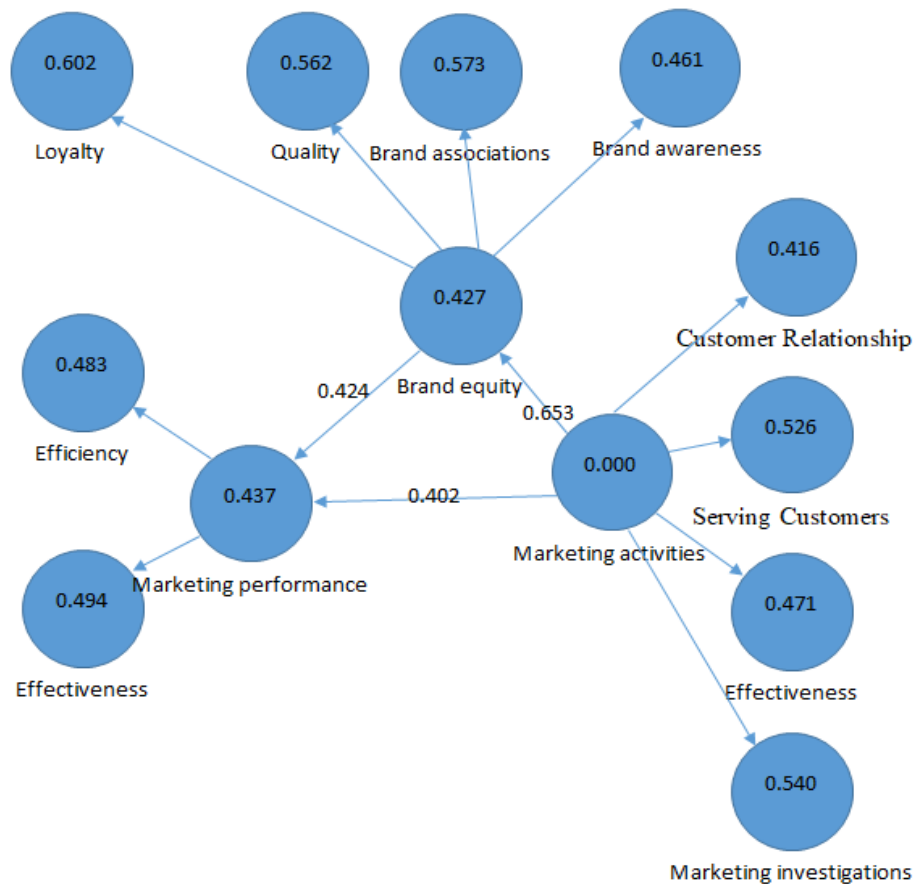 0.602
0.562
0.573
0.461
Loyalty
Quality
Brand associations
Brand awareness
0.416
Customer Relationship
0.427
Brand equity
0.483
Efficiency
0.424
0.653
0.526
Serving Customers
0.000
Marketing activities
0.437
Marketing performance
0.402
0.494
Effectiveness
0.471
Effectiveness
0.540
Marketing investigations